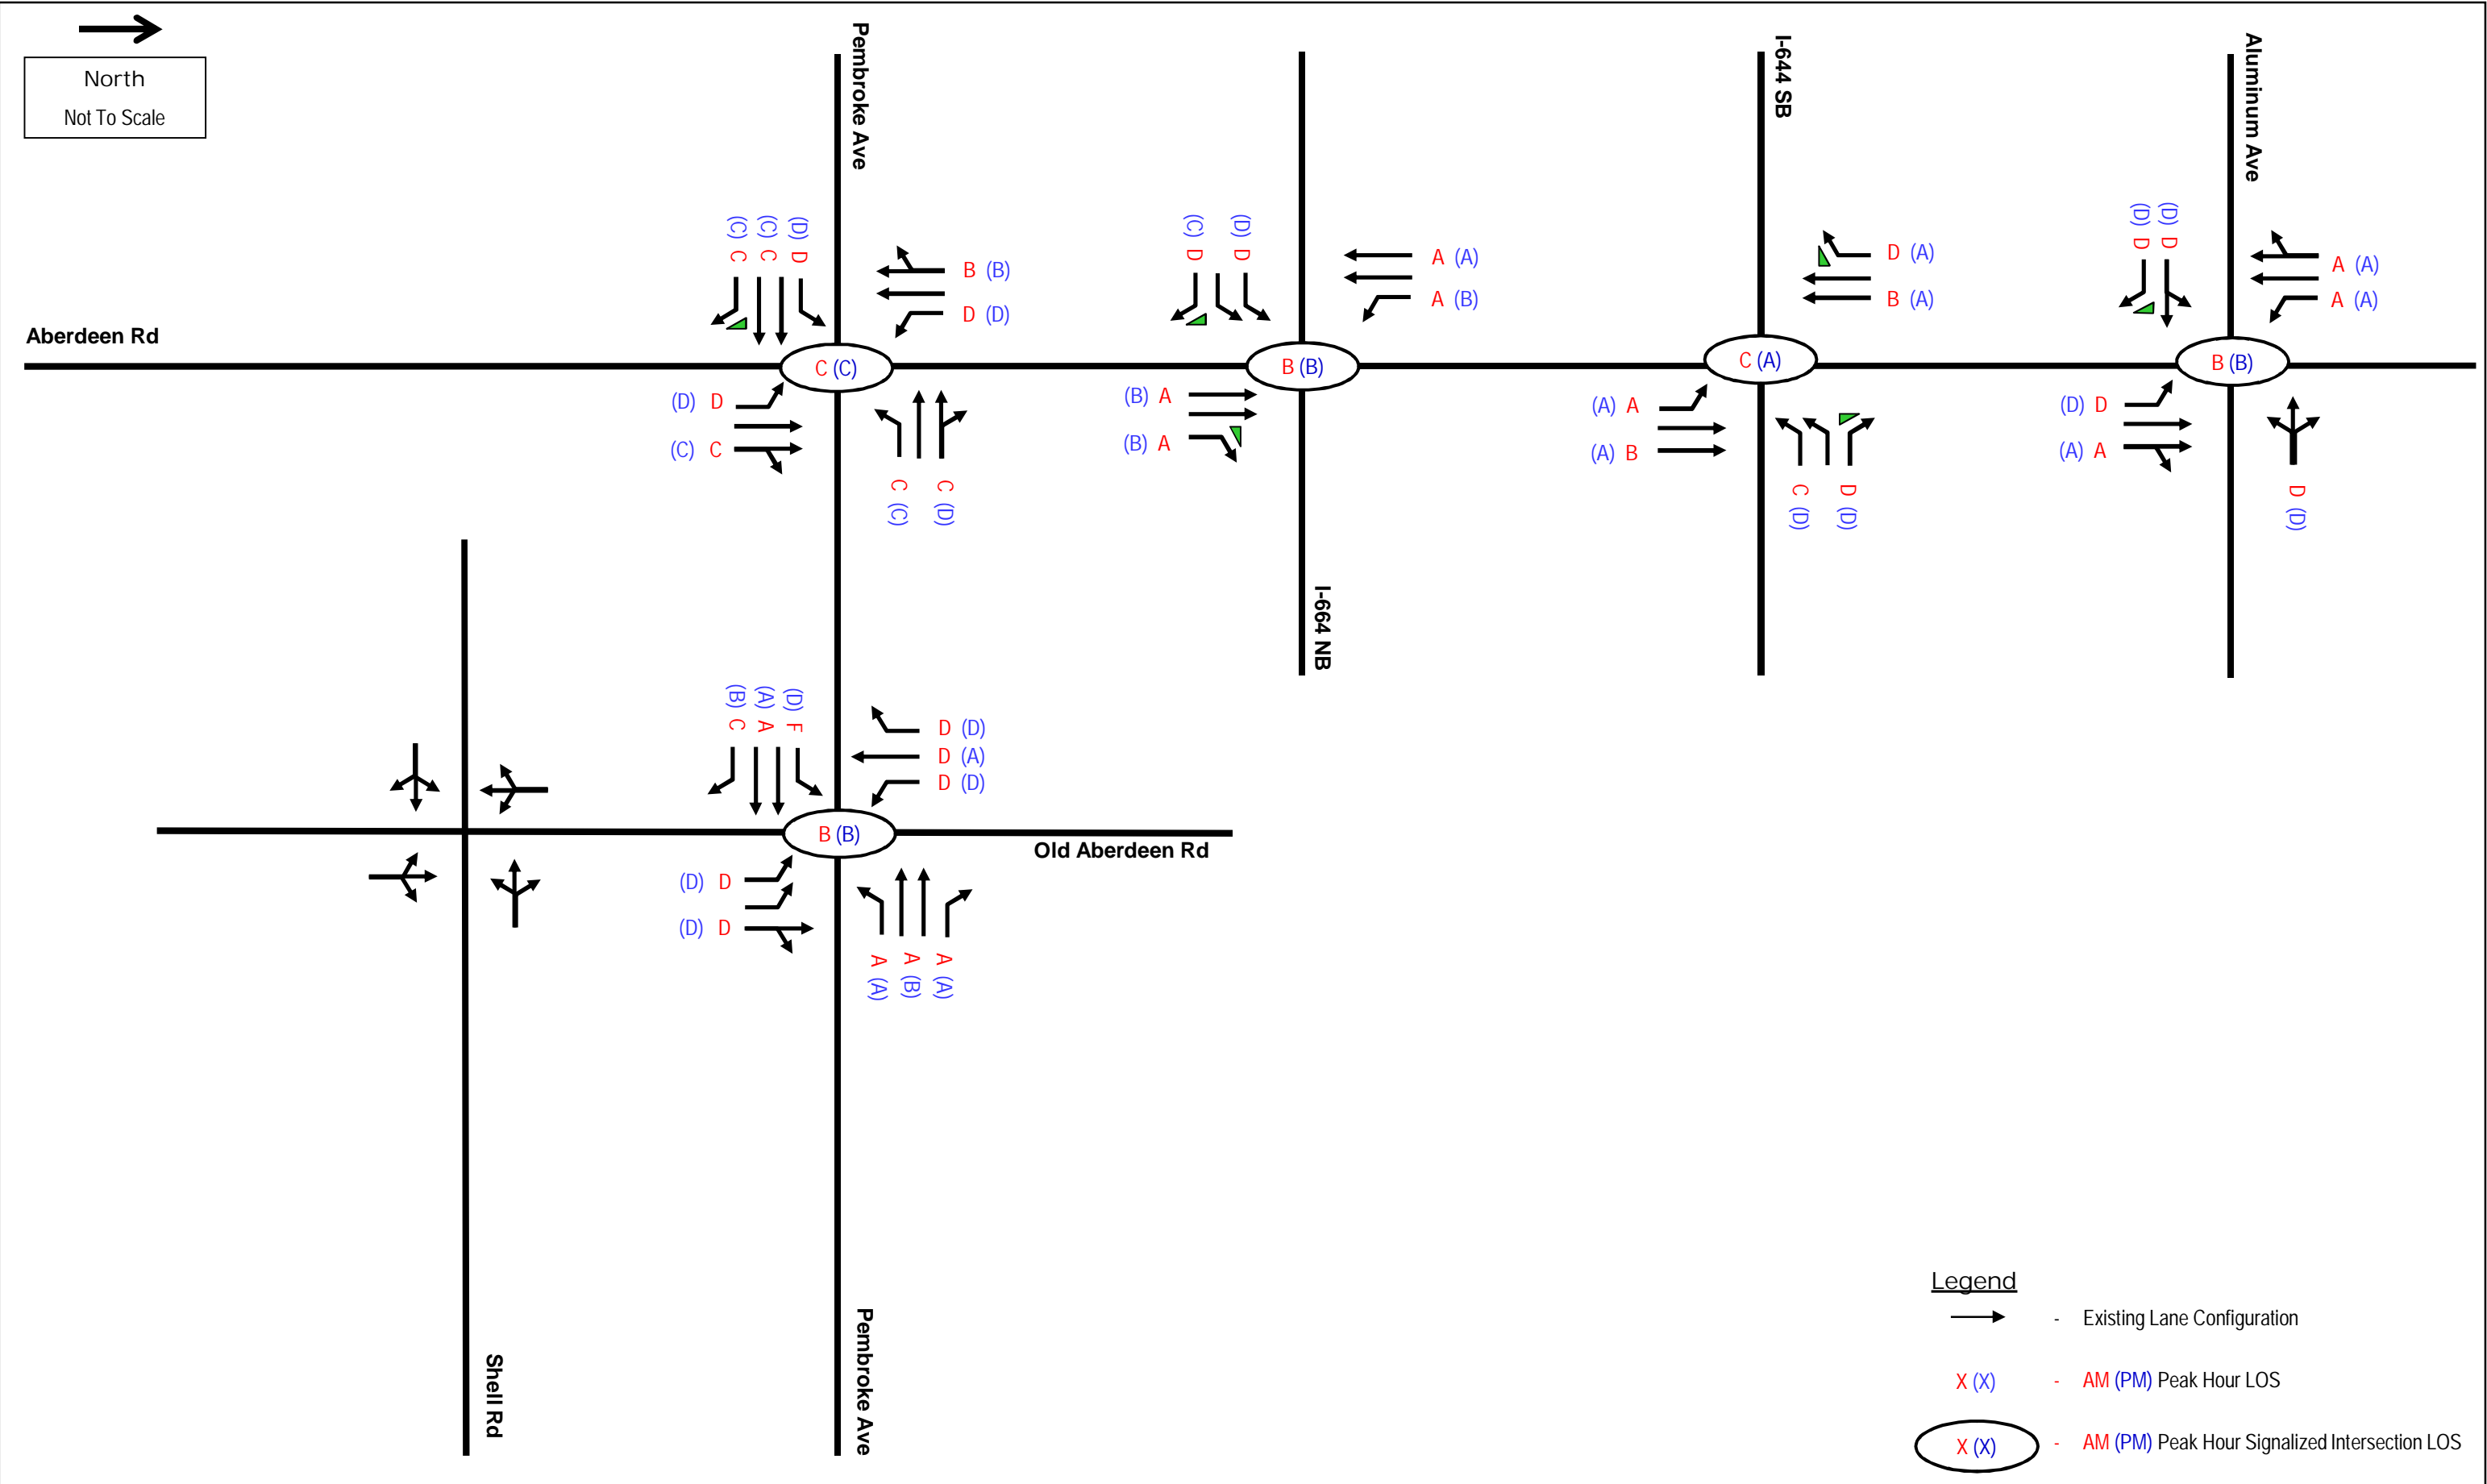 North
Not To Scale
Pembroke Ave
I-644 SB
Aluminum Ave
(C) C
(C) C
(D) D
B (B)
D (D)
(C) D
(D) D
A (A)
A (B)
D (A)
B (A)
(D) D
(D) D
A (A)
A (A)
Aberdeen Rd
C (C)
B (B)
C (A)
B (B)
(D) D
(C) C
C (C)
C (D)
(B) A
(B) A
(A) A
(A) B
C (D)
D (D)
(D) D
(A) A
D (D)
I-664 NB
(B) C
(A) A
(D) F
D (D)
D (A)
D (D)
B (B)
Old Aberdeen Rd
(D) D
(D) D
A (A)
A (B)
A (A)
Shell Rd
Pembroke Ave
Legend
- Existing Lane Configuration
X (X) - AM (PM) Peak Hour LOS
X (X) - AM (PM) Peak Hour Signalized Intersection LOS